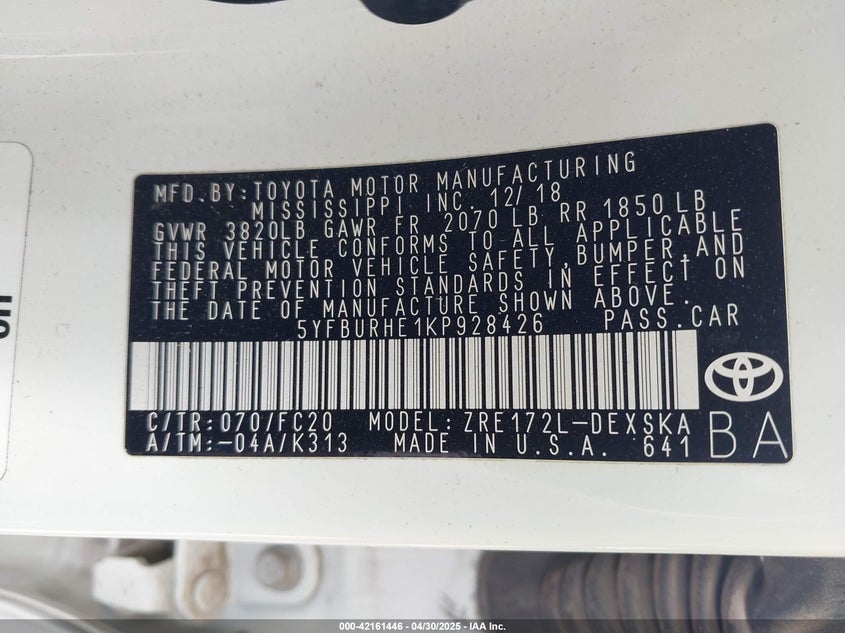 MFD.BY:TOYOTA MOTOR MANUFACTURING
MISSISSIPPI INC. 12/18
GVWR 3820LB GAWR FR 2070 LB RR 1850 LB
THIS VEHICLE CONFORMS TO ALL APPLICABLE
FEDERAL MOTOR VEHICLE SAFETY,BUMPER,AND
THEFT PREVENTION STANDARDS IN EFFECT ON
THE DATE OF MANUFACTURE SHOWN ABOVE.
5YFBURHE1KP928426 PASS.CAR
C/TR:070/FC20 MODEL:ZRE172L-DEXSKA
A/TM:-04A/K313 MADE IN U.S.A. 641
BA
000-42161446 - 04/30/2025 - IAA Inc.